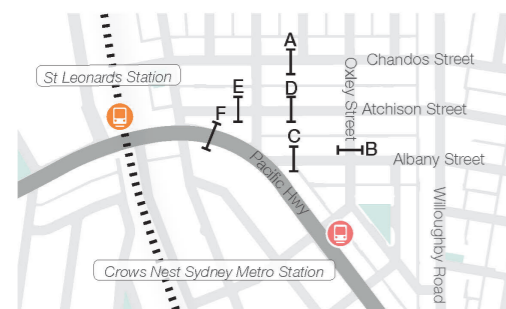 A
Chandos Street
St Leonards Station
E
D
Oxley Street
F
Atchison Street
C
B
Albany Street
Pacific Hwy
Willoughby Road
Crows Nest Sydney Metro Station